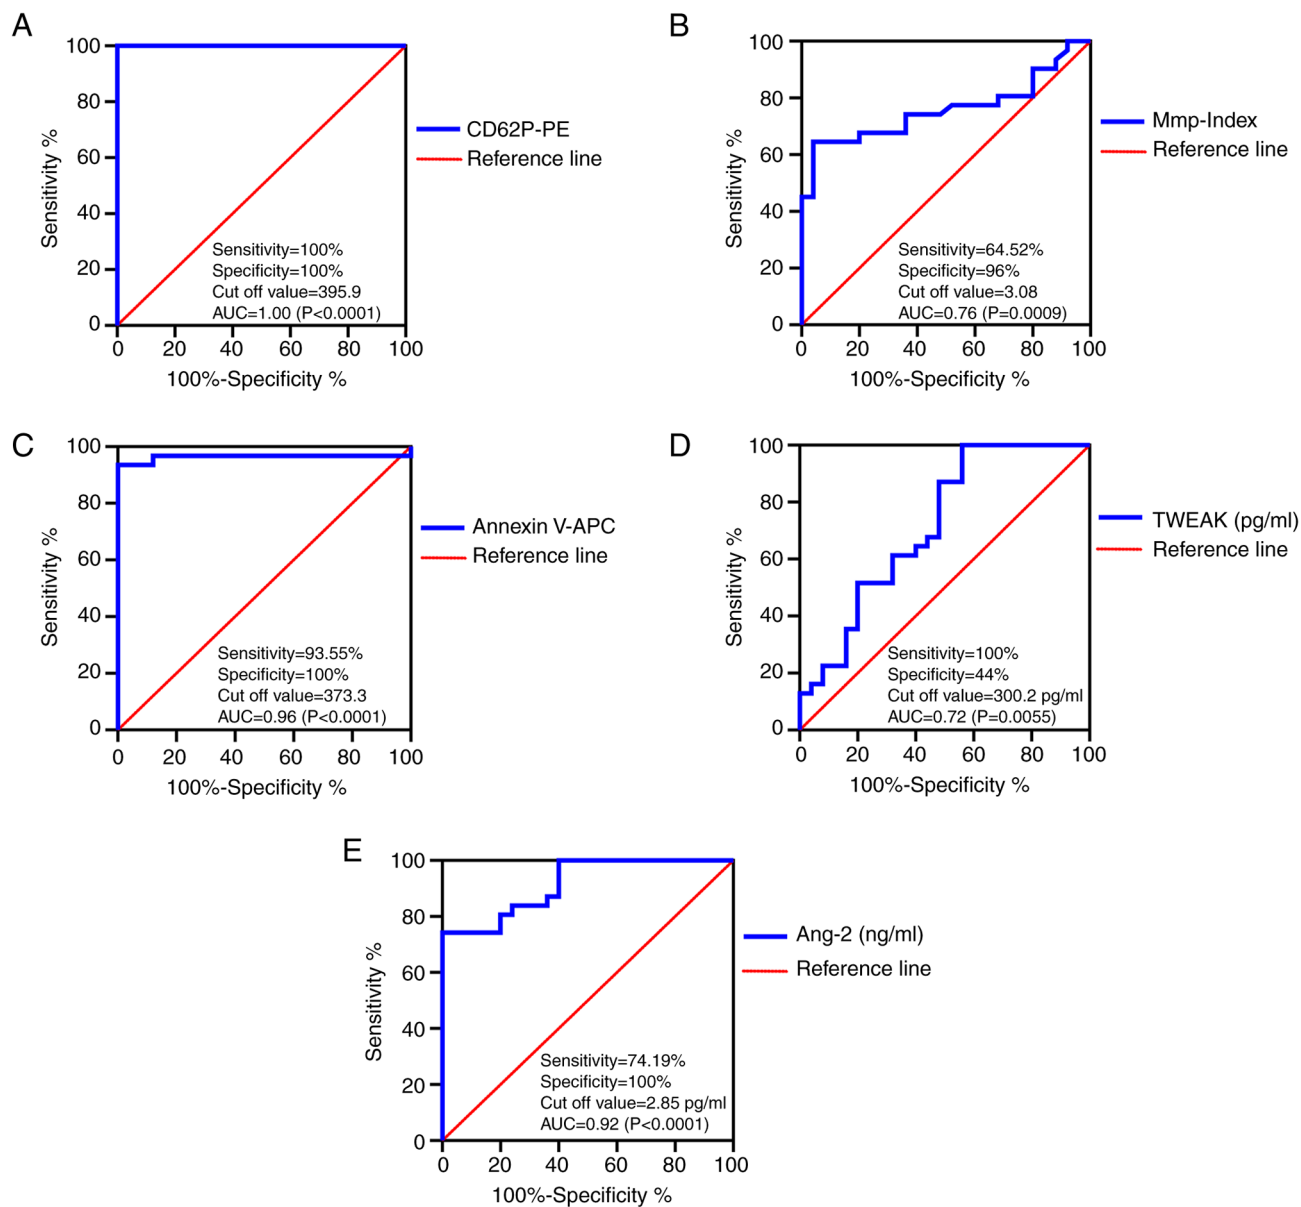 A
100
80
60
40
20
0
Sensitivity %
0 20 40 60 80 100
100%-Specificity %
CD62P-PE
Reference line
Sensitivity=100%
Specificity=100%
Cut off value=395.9
AUC=1.00 (P<0.0001)
B
100
80
60
40
20
0
Sensitivity %
0 20 40 60 80 100
100%-Specificity %
Mmp-Index
Reference line
Sensitivity=64.52%
Specificity=96%
Cut off value=3.08
AUC=0.76 (P=0.0009)
C
100
80
60
40
20
0
Sensitivity %
0 20 40 60 80 100
100%-Specificity %
Annexin V-APC
Reference line
Sensitivity=93.55%
Specificity=100%
Cut off value=373.3
AUC=0.96 (P<0.0001)
D
100
80
60
40
20
0
Sensitivity %
0 20 40 60 80 100
100%-Specificity %
TWEAK (pg/ml)
Reference line
Sensitivity=100%
Specificity=44%
Cut off value=300.2 pg/ml
AUC=0.72 (P=0.0055)
E
100
80
60
40
20
0
Sensitivity %
0 20 40 60 80 100
100%-Specificity %
Ang-2 (ng/ml)
Reference line
Sensitivity=74.19%
Specificity=100%
Cut off value=2.85 pg/ml
AUC=0.92 (P<0.0001)